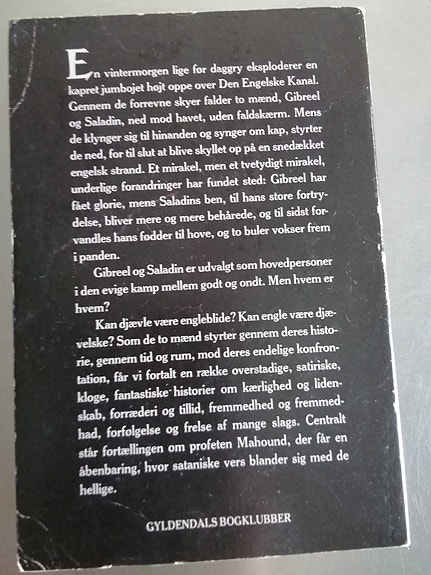 En vintermorgen lige før daggry eksploderer en
kapret jumbojet højt oppe over Den Engelske Kanal.
Gennem de forrevne skyer falder to mænd, Gibreel
og Saladin, ned mod havet, uden faldskærm. Mens
de klynger sig til hinanden og synger om kap, styrter
de ned, for til slut at blive skyllet op på en snedækket
engelsk strand. Et mirakel, men et tvetydigt mirakel,
underlige forandringer har fundet sted: Gibreel har
fået glorie, mens Saladins ben, til hans store fortry-
delse, bliver mere og mere behårede, og til sidst for-
vandles hans fødder til hove, og to buler vokser frem
i panden.
Gibreel og Saladin er udvalgt som hovedpersoner
i den evige kamp mellem godt og ondt. Men hvem er
hvem?
Kan djævle være engleblide? Kan engle være djæ-
velske? Som de to mænd styrter gennem deres histo-
rie, gennem tid og rum, mod deres endelige konfron-
tation, får vi fortalt en række overstadige, satiriske,
kloge, fantastiske historier om kærlighed og liden-
skab, forræderi og tillid, fremmedhed og fremmed-
had, forfølgelse og frelse af mange slags. Centralt
står fortællingen om profeten Mahound, der får en
åbenbaring, hvor sataniske vers blander sig med de
hellige.
GYLDENDALS BOGKLUBBER